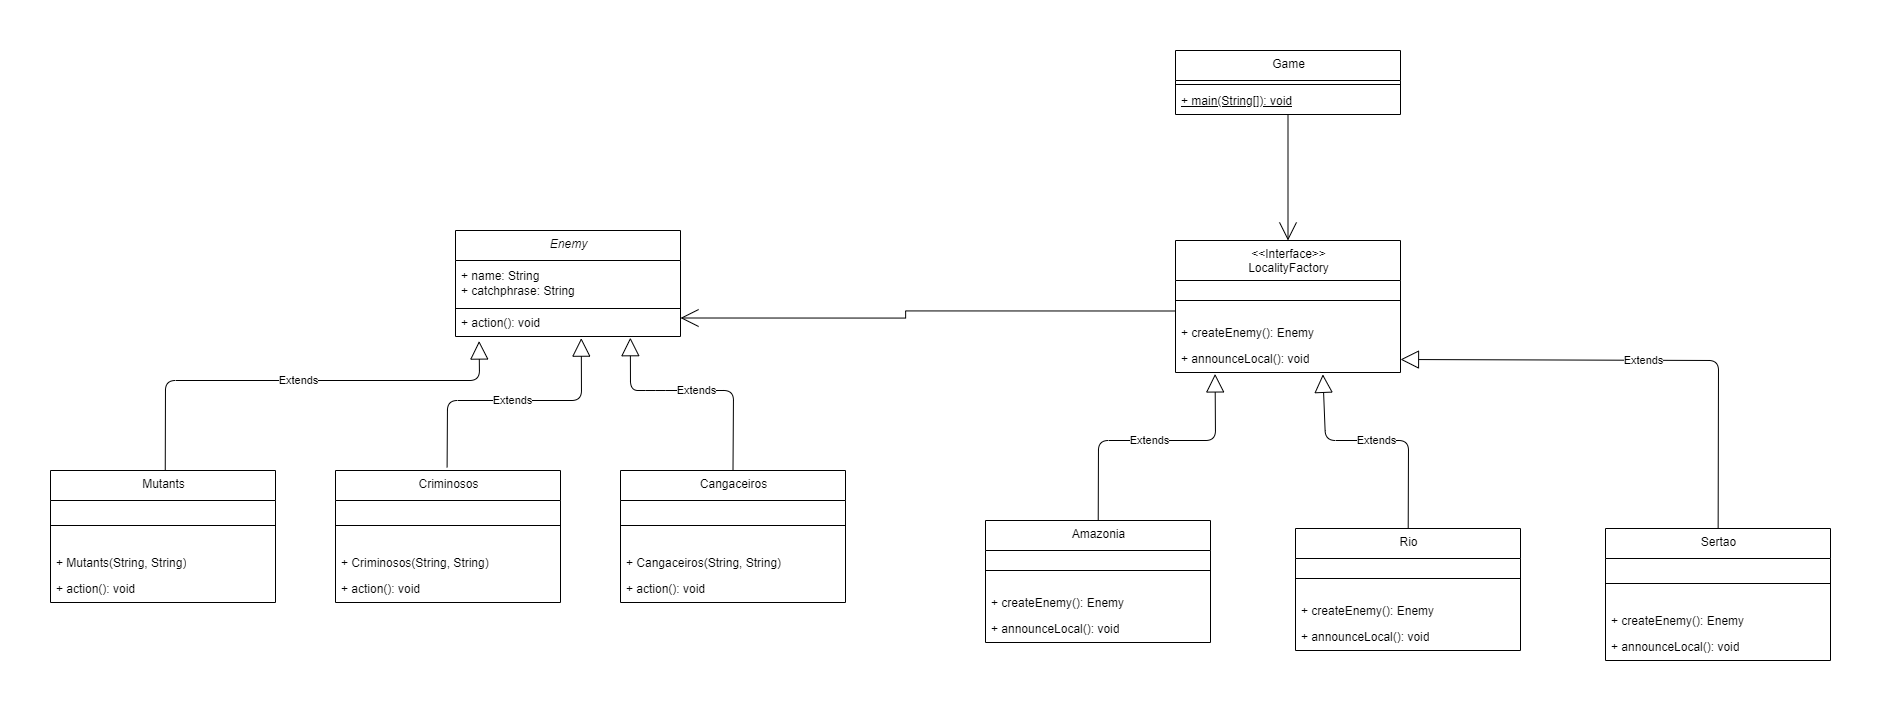 Game
+ main(String[]): void
Enemy
+ name: String
+ catchphrase: String
+ action(): void
<<Interface>>
LocalityFactory
+ createEnemy(): Enemy
+ announceLocal(): void
Extends
Extends
Extends
Extends
Extends
Extends
Mutants
+ Mutants(String, String)
+ action(): void
Criminosos
+ Criminosos(String, String)
+ action(): void
Cangaceiros
+ Cangaceiros(String, String)
+ action(): void
Amazonia
+ createEnemy(): Enemy
+ announceLocal(): void
Rio
+ createEnemy(): Enemy
+ announceLocal(): void
Sertao
+ createEnemy(): Enemy
+ announceLocal(): void